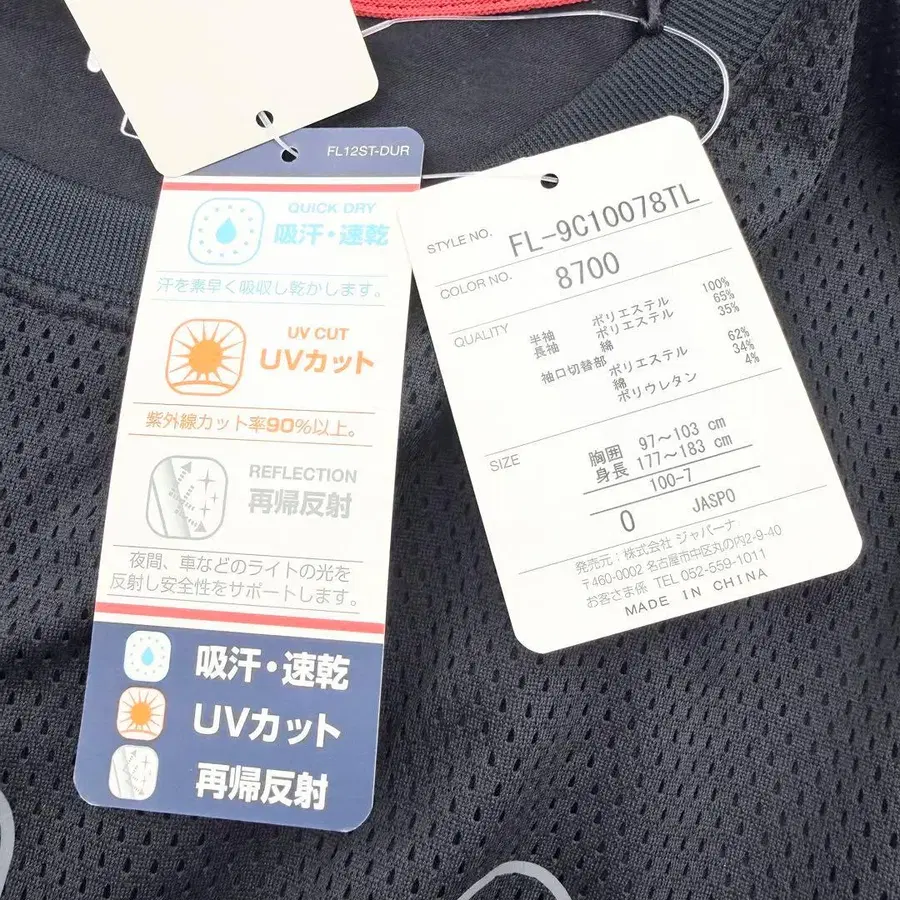 FL12ST-DUR
QUICK DRY
吸汗・速乾
汗を素早く吸収し乾かします。
UV CUT
UVカット
紫外線カット率90%以上。
REFLECTION
再帰反射
夜間、車などのライトの光を
反射し安全性をサポートします。
吸汗・速乾
UVカット
再帰反射
STYLE NO. FL-9C10078TL
COLOR NO. 8700
QUALITY 半袖 ポリエステル 100%
長袖 ポリエステル 65%
綿 35%
袖口切替部 ポリエステル 62%
綿 34%
ポリウレタン 4%
SIZE 胸囲 97～103 cm
身長 177～183 cm
100-7
O JASPO
発売元：株式会社 ジャパーナ
〒460-0002 名古屋市中区丸の内2-9-40
お客さま係 TEL 052-559-1011
MADE IN CHINA